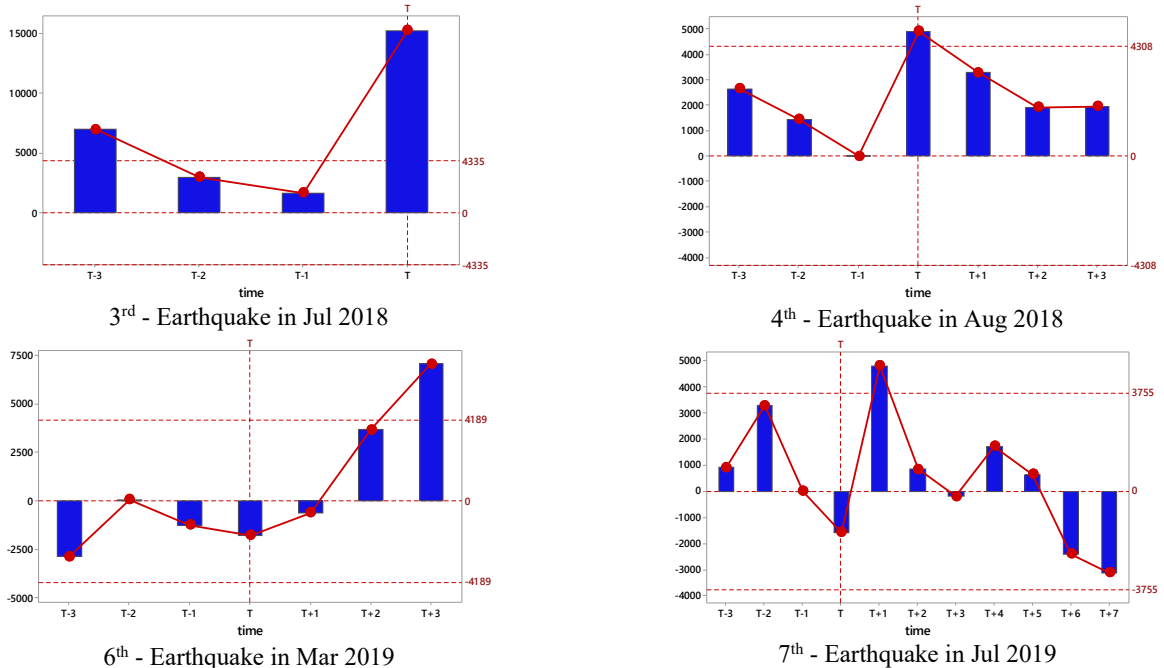 T
15000
10000
5000
0
4335
0
-4335
T-3 T-2 T-1 T
time
3rd - Earthquake in Jul 2018
T
5000
4000
3000
2000
1000
0
-1000
-2000
-3000
-4000
4308
0
-4308
T-3 T-2 T-1 T T+1 T+2 T+3
time
4th - Earthquake in Aug 2018
T
7500
5000
2500
0
-2500
-5000
4189
0
-4189
T-3 T-2 T-1 T T+1 T+2 T+3
time
6th - Earthquake in Mar 2019
T
5000
4000
3000
2000
1000
0
-1000
-2000
-3000
-4000
3755
0
-3755
T-3 T-2 T-1 T T+1 T+2 T+3 T+4 T+5 T+6 T+7
time
7th - Earthquake in Jul 2019